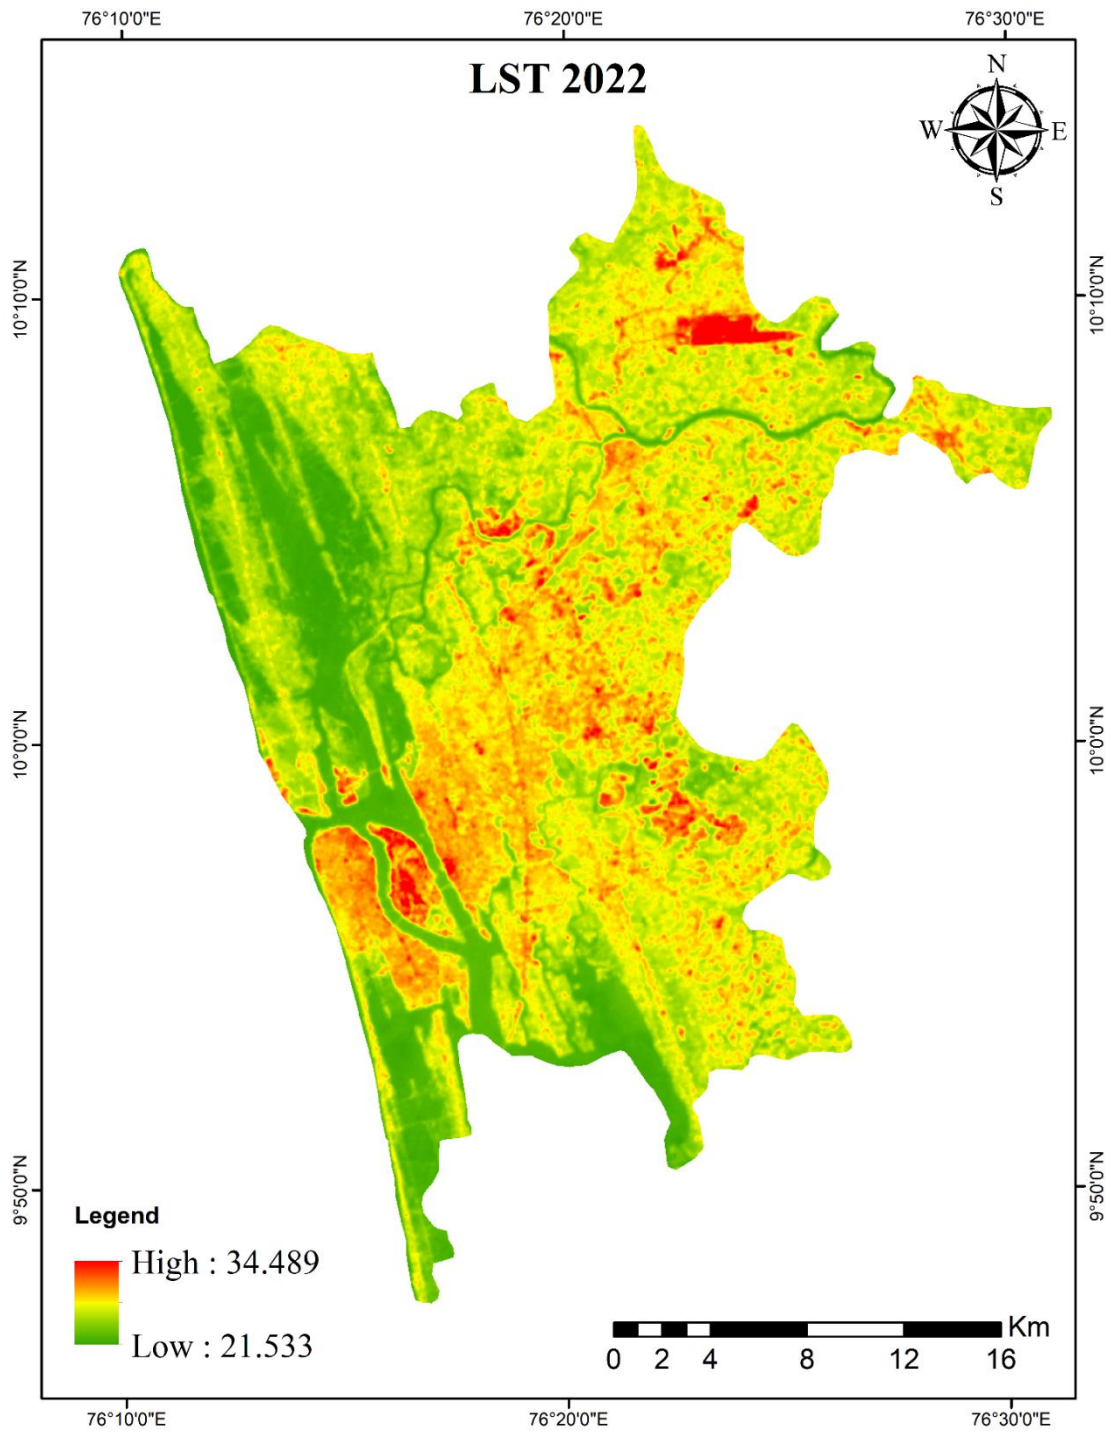 76°10'0"E 76°20'0"E 76°30'0"E
LST 2022
N
W E
S
10°10'0"N 10°10'0"N
10°0'0"N 10°0'0"N
9°50'0"N 9°50'0"N
Legend
High : 34.489
Low : 21.533
Km
0 2 4 8 12 16
76°10'0"E 76°20'0"E 76°30'0"E